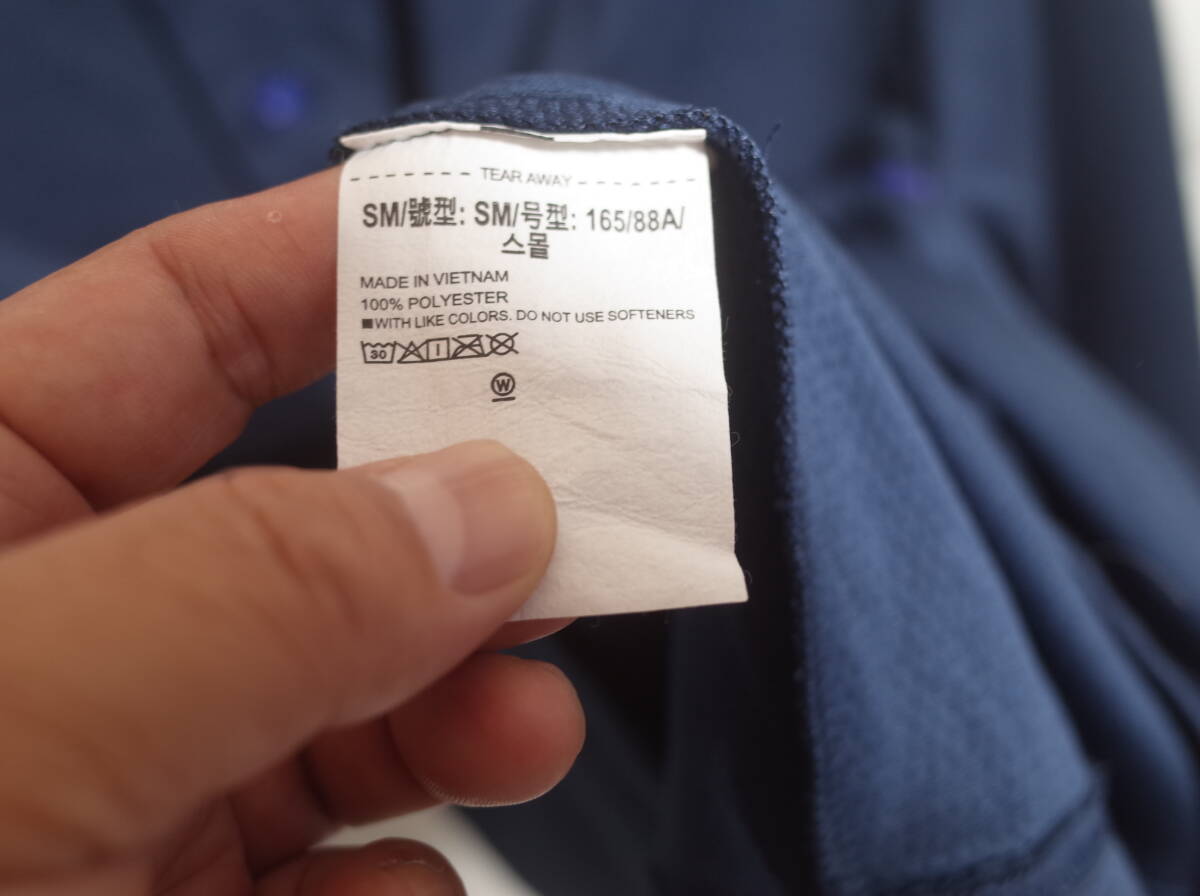 TEAR AWAY
SM/號型: SM/号型: 165/88A/
스몰
MADE IN VIETNAM
100% POLYESTER
■WITH LIKE COLORS. DO NOT USE SOFTENERS
30
W